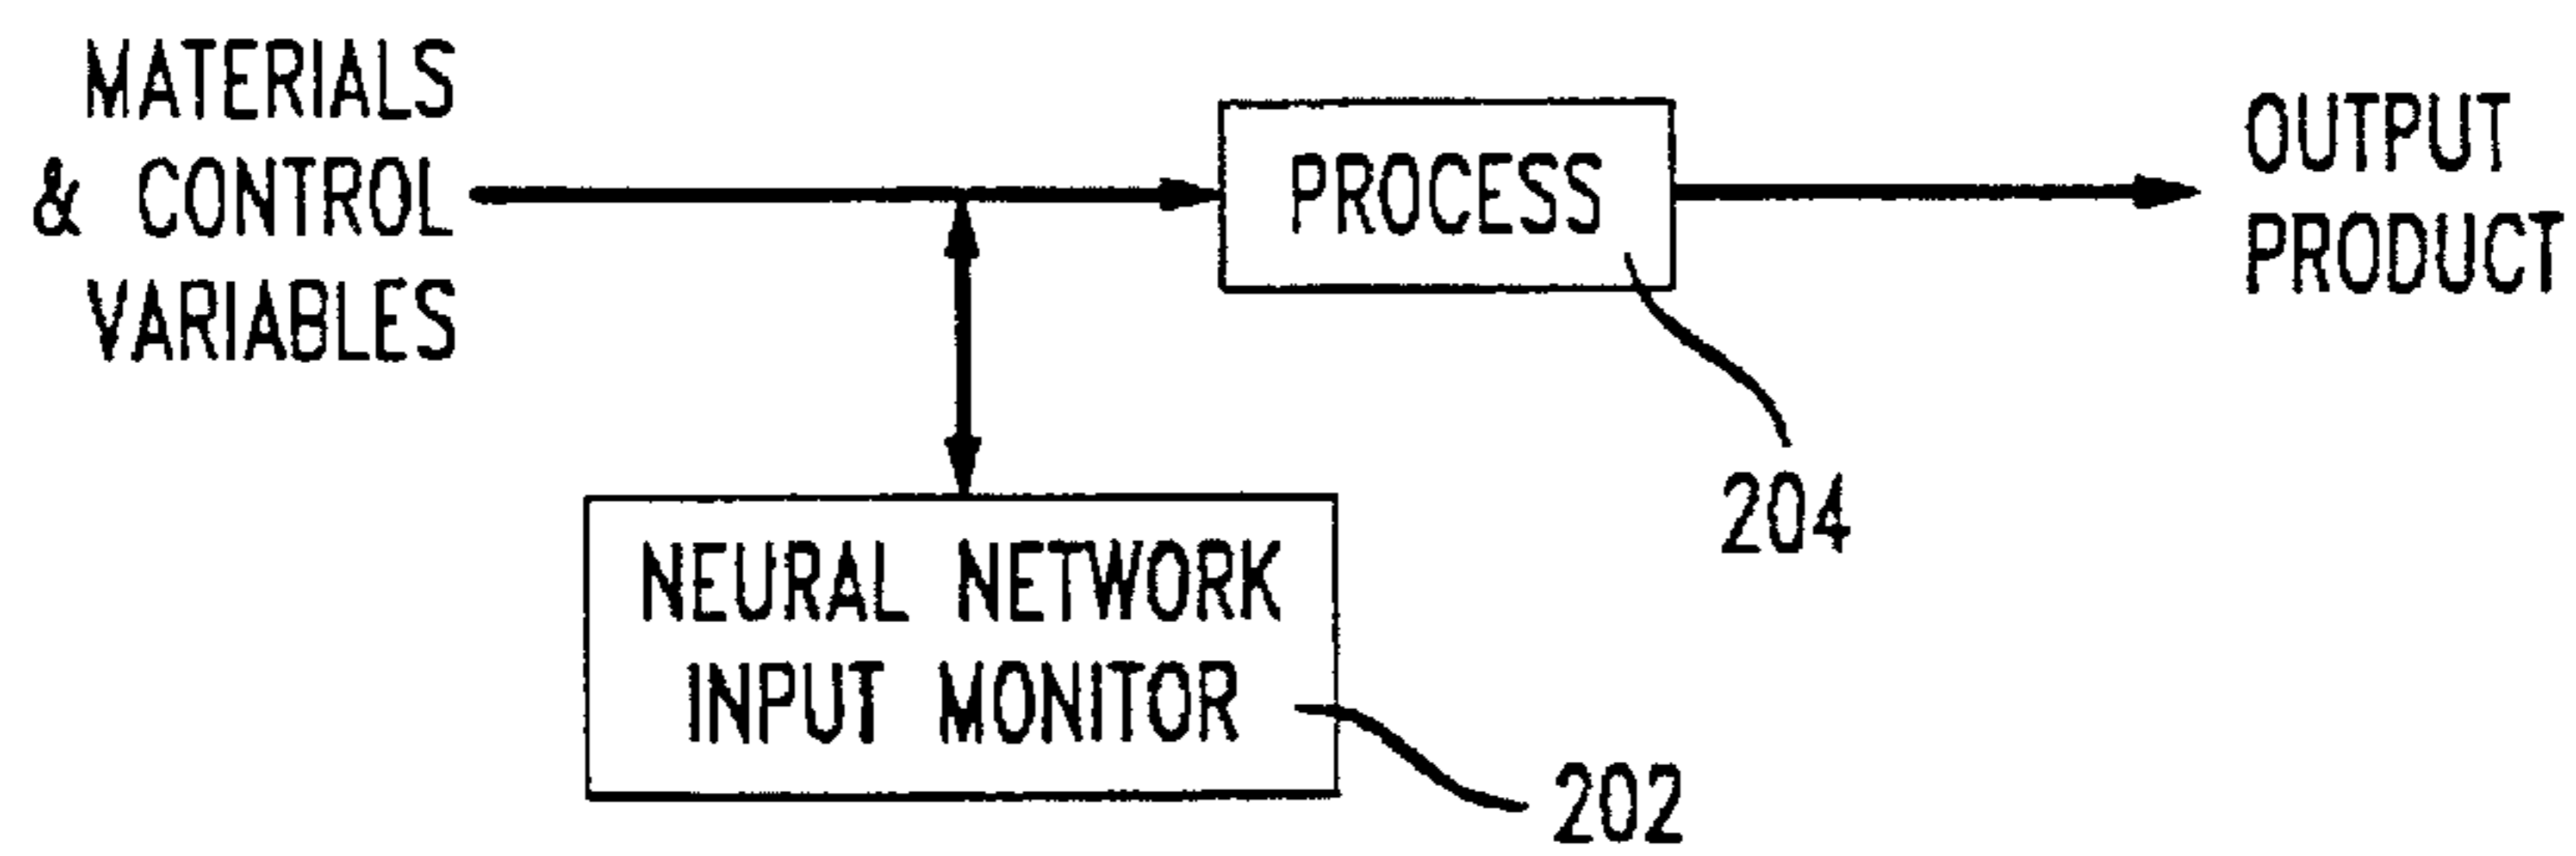 MATERIALS
& CONTROL
VARIABLES
PROCESS
OUTPUT
PRODUCT
204
NEURAL NETWORK
INPUT MONITOR
202